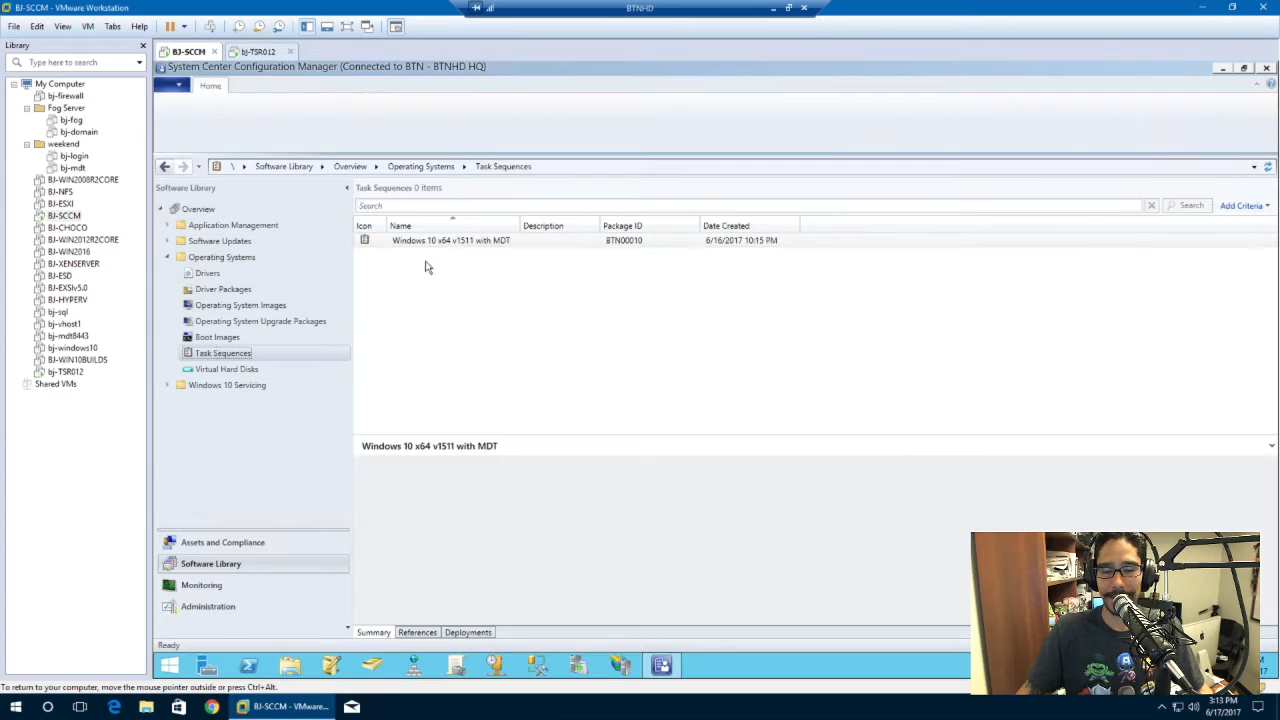 BJ-SCCM - VMware Workstation
BTNHD
File Edit View VM Tabs Help
Library
BJ-SCCM
bj-TSR012
Type here to search
System Center Configuration Manager (Connected to BTN - BTNHD HQ)
My Computer
Home
bj-firewall
Fog Server
bj-fog
bj-domain
weekend
bj-login
bj-mdt
BJ-WIN2008R2CORE
BJ-NFS
BJ-ESXI
BJ-SCCM
BJ-CHOCO
BJ-WIN2012R2CORE
BJ-WIN2016
BJ-XENSERVER
BJ-ESD
BJ-EXSIv5.0
BJ-HYPERV
bj-sql
bj-vhost1
bj-mdt8443
bj-windows10
BJ-WIN10BUILDS
bj-TSR012
Shared VMs
\ Software Library Overview Operating Systems Task Sequences
Software Library
Overview
Application Management
Software Updates
Operating Systems
Drivers
Driver Packages
Operating System Images
Operating System Upgrade Packages
Boot Images
Task Sequences
Virtual Hard Disks
Windows 10 Servicing
Assets and Compliance
Software Library
Monitoring
Administration
Task Sequences 0 items
Search
Search
Add Criteria
Icon Name Description Package ID Date Created
Windows 10 x64 v1511 with MDT BTN00010 6/16/2017 10:15 PM
Windows 10 x64 v1511 with MDT
Summary References Deployments
Ready
To return to your computer, move the mouse pointer outside or press Ctrl+Alt.
BJ-SCCM - VMware...
3:13 PM
6/17/2017